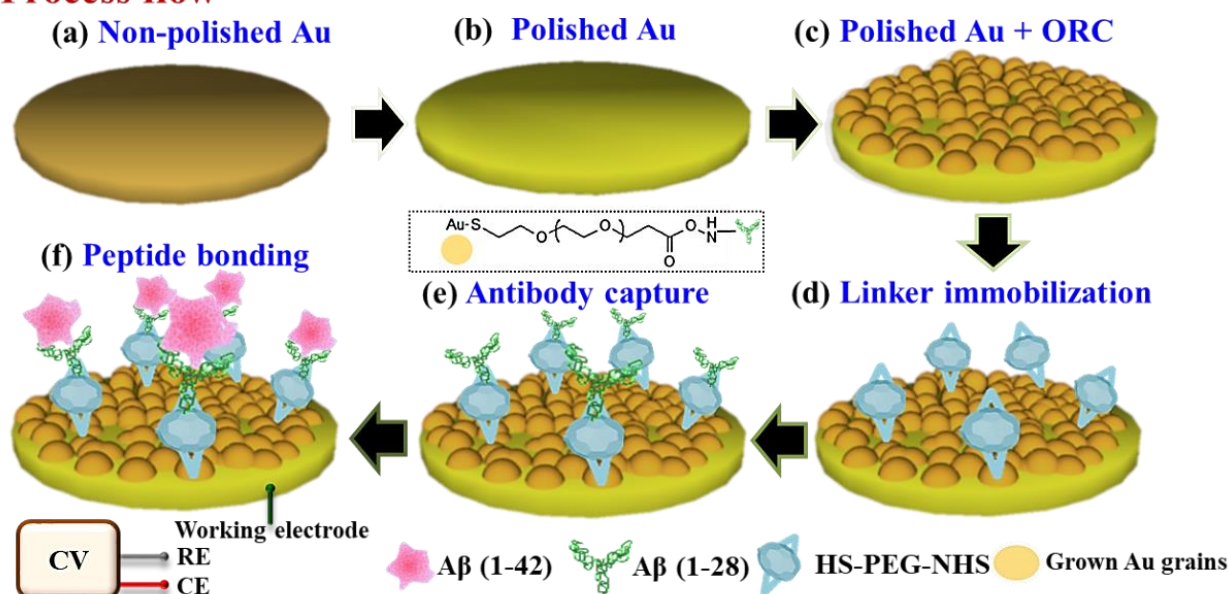 Process flow
(a) Non-polished Au
(b) Polished Au
(c) Polished Au + ORC
Au-S
O
O
O
O
H
N
(f) Peptide bonding
(e) Antibody capture
(d) Linker immobilization
Working electrode
CV
RE
CE
Aβ (1-42)
Aβ (1-28)
HS-PEG-NHS
Grown Au grains